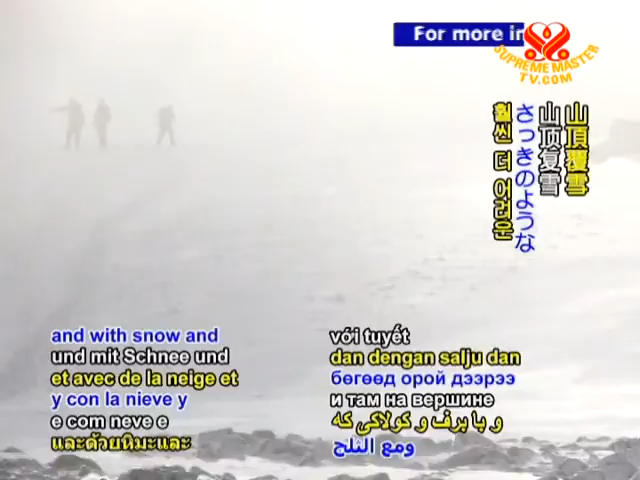 For more in
SUPREME MASTER
TV.COM
山頂覆雪
山顶复雪
さっきのような
훨씬 더 어려운
and with snow and
und mit Schnee und
et avec de la neige et
y con la nieve y
e com neve e
และด้วยหิมะและ
với tuyết
dan dengan salju dan
бөгөөд орой дээрээ
и там на вершине
و با برف و کولاکی که
ومع الثلج